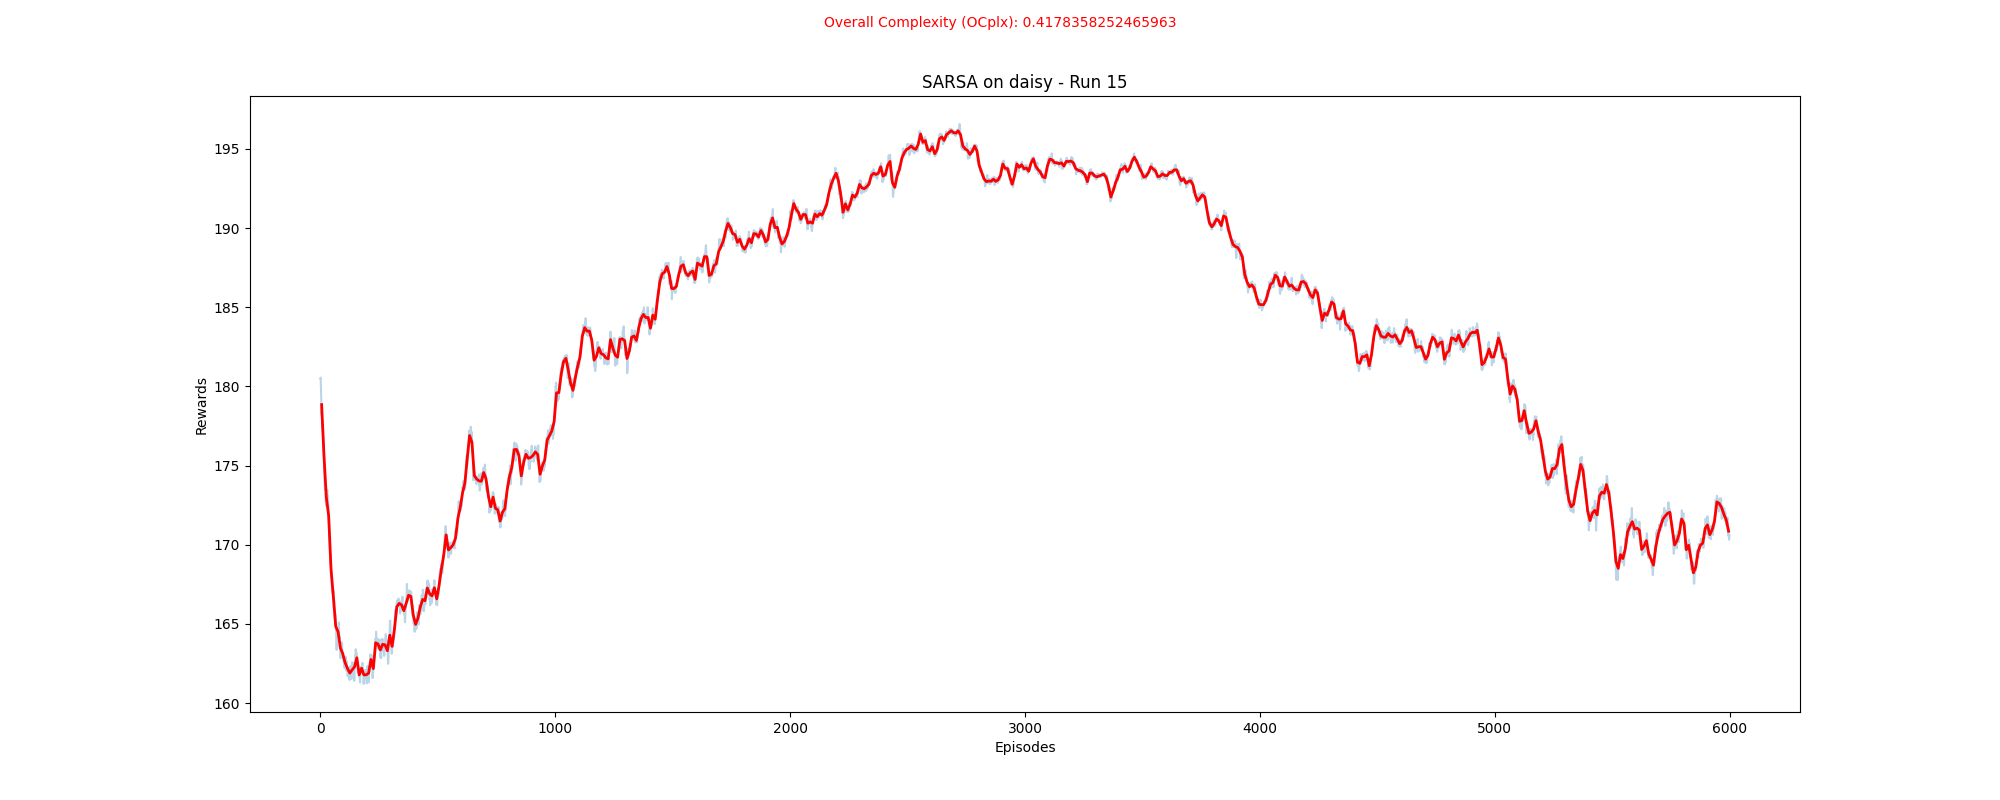 Overall Complexity (OCplx): 0.4178358252465963
SARSA on daisy - Run 15
Rewards
195
190
185
180
175
170
165
160
0 1000 2000 3000 4000 5000 6000
Episodes